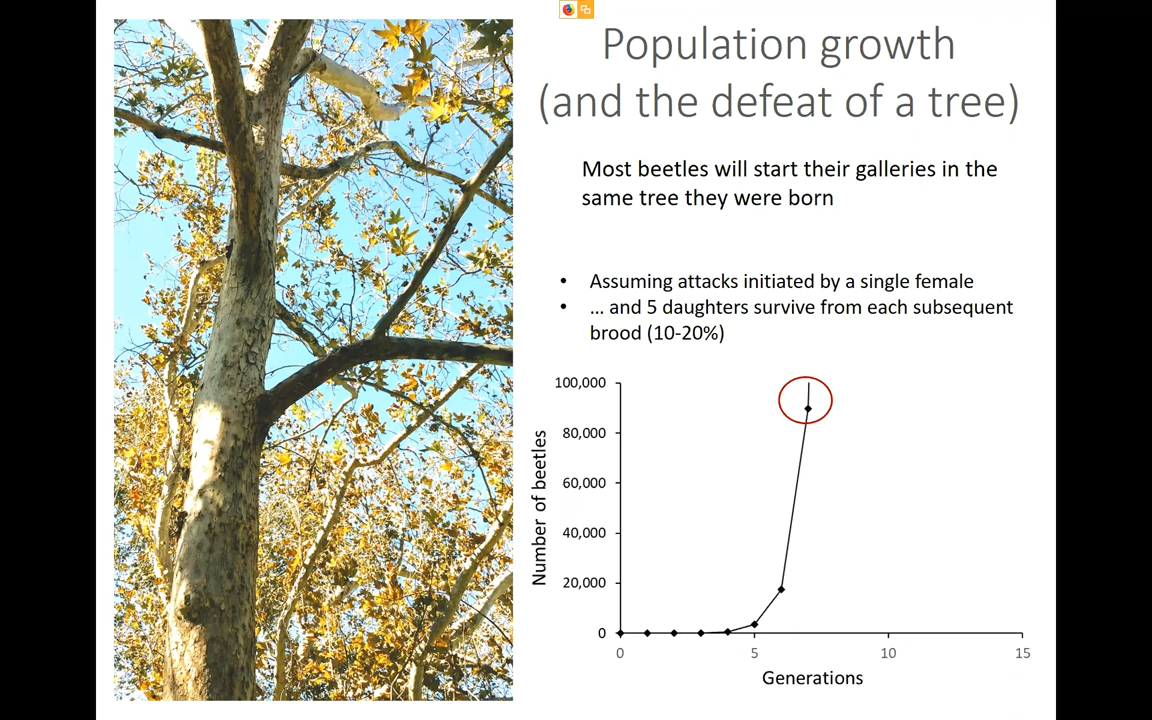 Population growth
(and the defeat of a tree)
Most beetles will start their galleries in the
same tree they were born
• Assuming attacks initiated by a single female
• … and 5 daughters survive from each subsequent
brood (10-20%)
100,000
80,000
60,000
40,000
20,000
0
Number of beetles
0 5 10 15
Generations